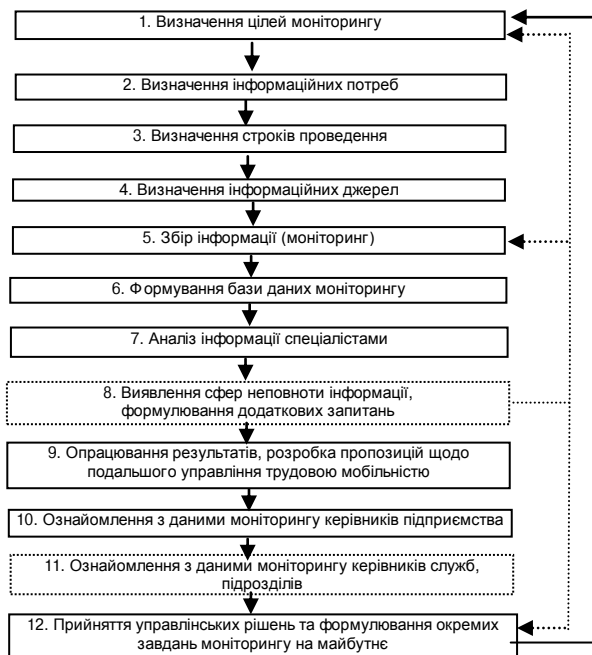 1. Визначення цілей моніторингу
2. Визначення інформаційних потреб
3. Визначення строків проведення
4. Визначення інформаційних джерел
5. Збір інформації (моніторинг)
6. Формування бази даних моніторингу
7. Аналіз інформації спеціалістами
8. Виявлення сфер неповноти інформації,
формулювання додаткових запитань
9. Опрацювання результатів, розробка пропозицій щодо
подальшого управління трудовою мобільністю
10. Ознайомлення з даними моніторингу керівників підприємства
11. Ознайомлення з даними моніторингу керівників служб,
підрозділів
12. Прийняття управлінських рішень та формулювання окремих
завдань моніторингу на майбутнє